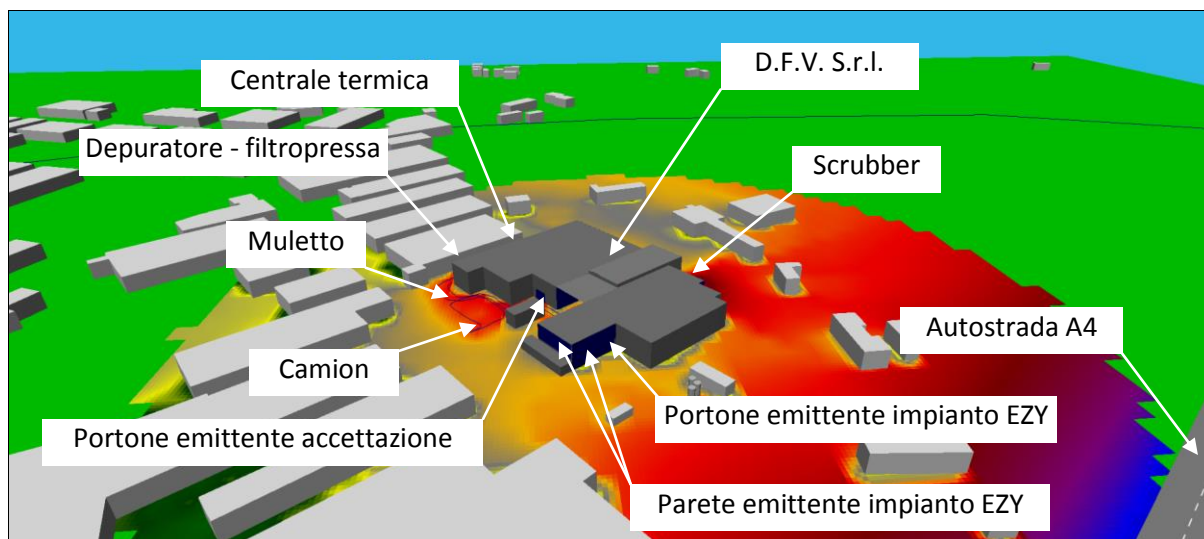 Centrale termica
D.F.V. S.r.l.
Depuratore - filtropressa
Scrubber
Muletto
Autostrada A4
Camion
Portone emittente impianto EZY
Portone emittente accettazione
Parete emittente impianto EZY